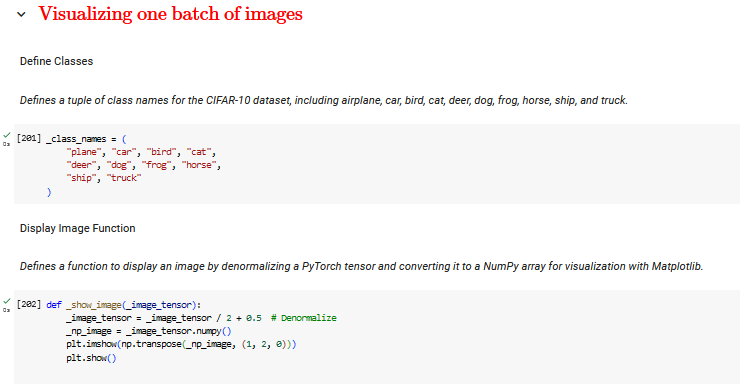 Visualizing one batch of images
Define Classes
Defines a tuple of class names for the CIFAR-10 dataset, including airplane, car, bird, cat, deer, dog, frog, horse, ship, and truck.
[201] _class_names = (
"plane", "car", "bird", "cat",
"deer", "dog", "frog", "horse",
"ship", "truck"
)
0s
Display Image Function
Defines a function to display an image by denormalizing a PyTorch tensor and converting it to a NumPy array for visualization with Matplotlib.
[202] def _show_image(_image_tensor):
0s
_image_tensor = _image_tensor / 2 + 0.5  # Denormalize
_np_image = _image_tensor.numpy()
plt.imshow(np.transpose(_np_image, (1, 2, 0)))
plt.show()